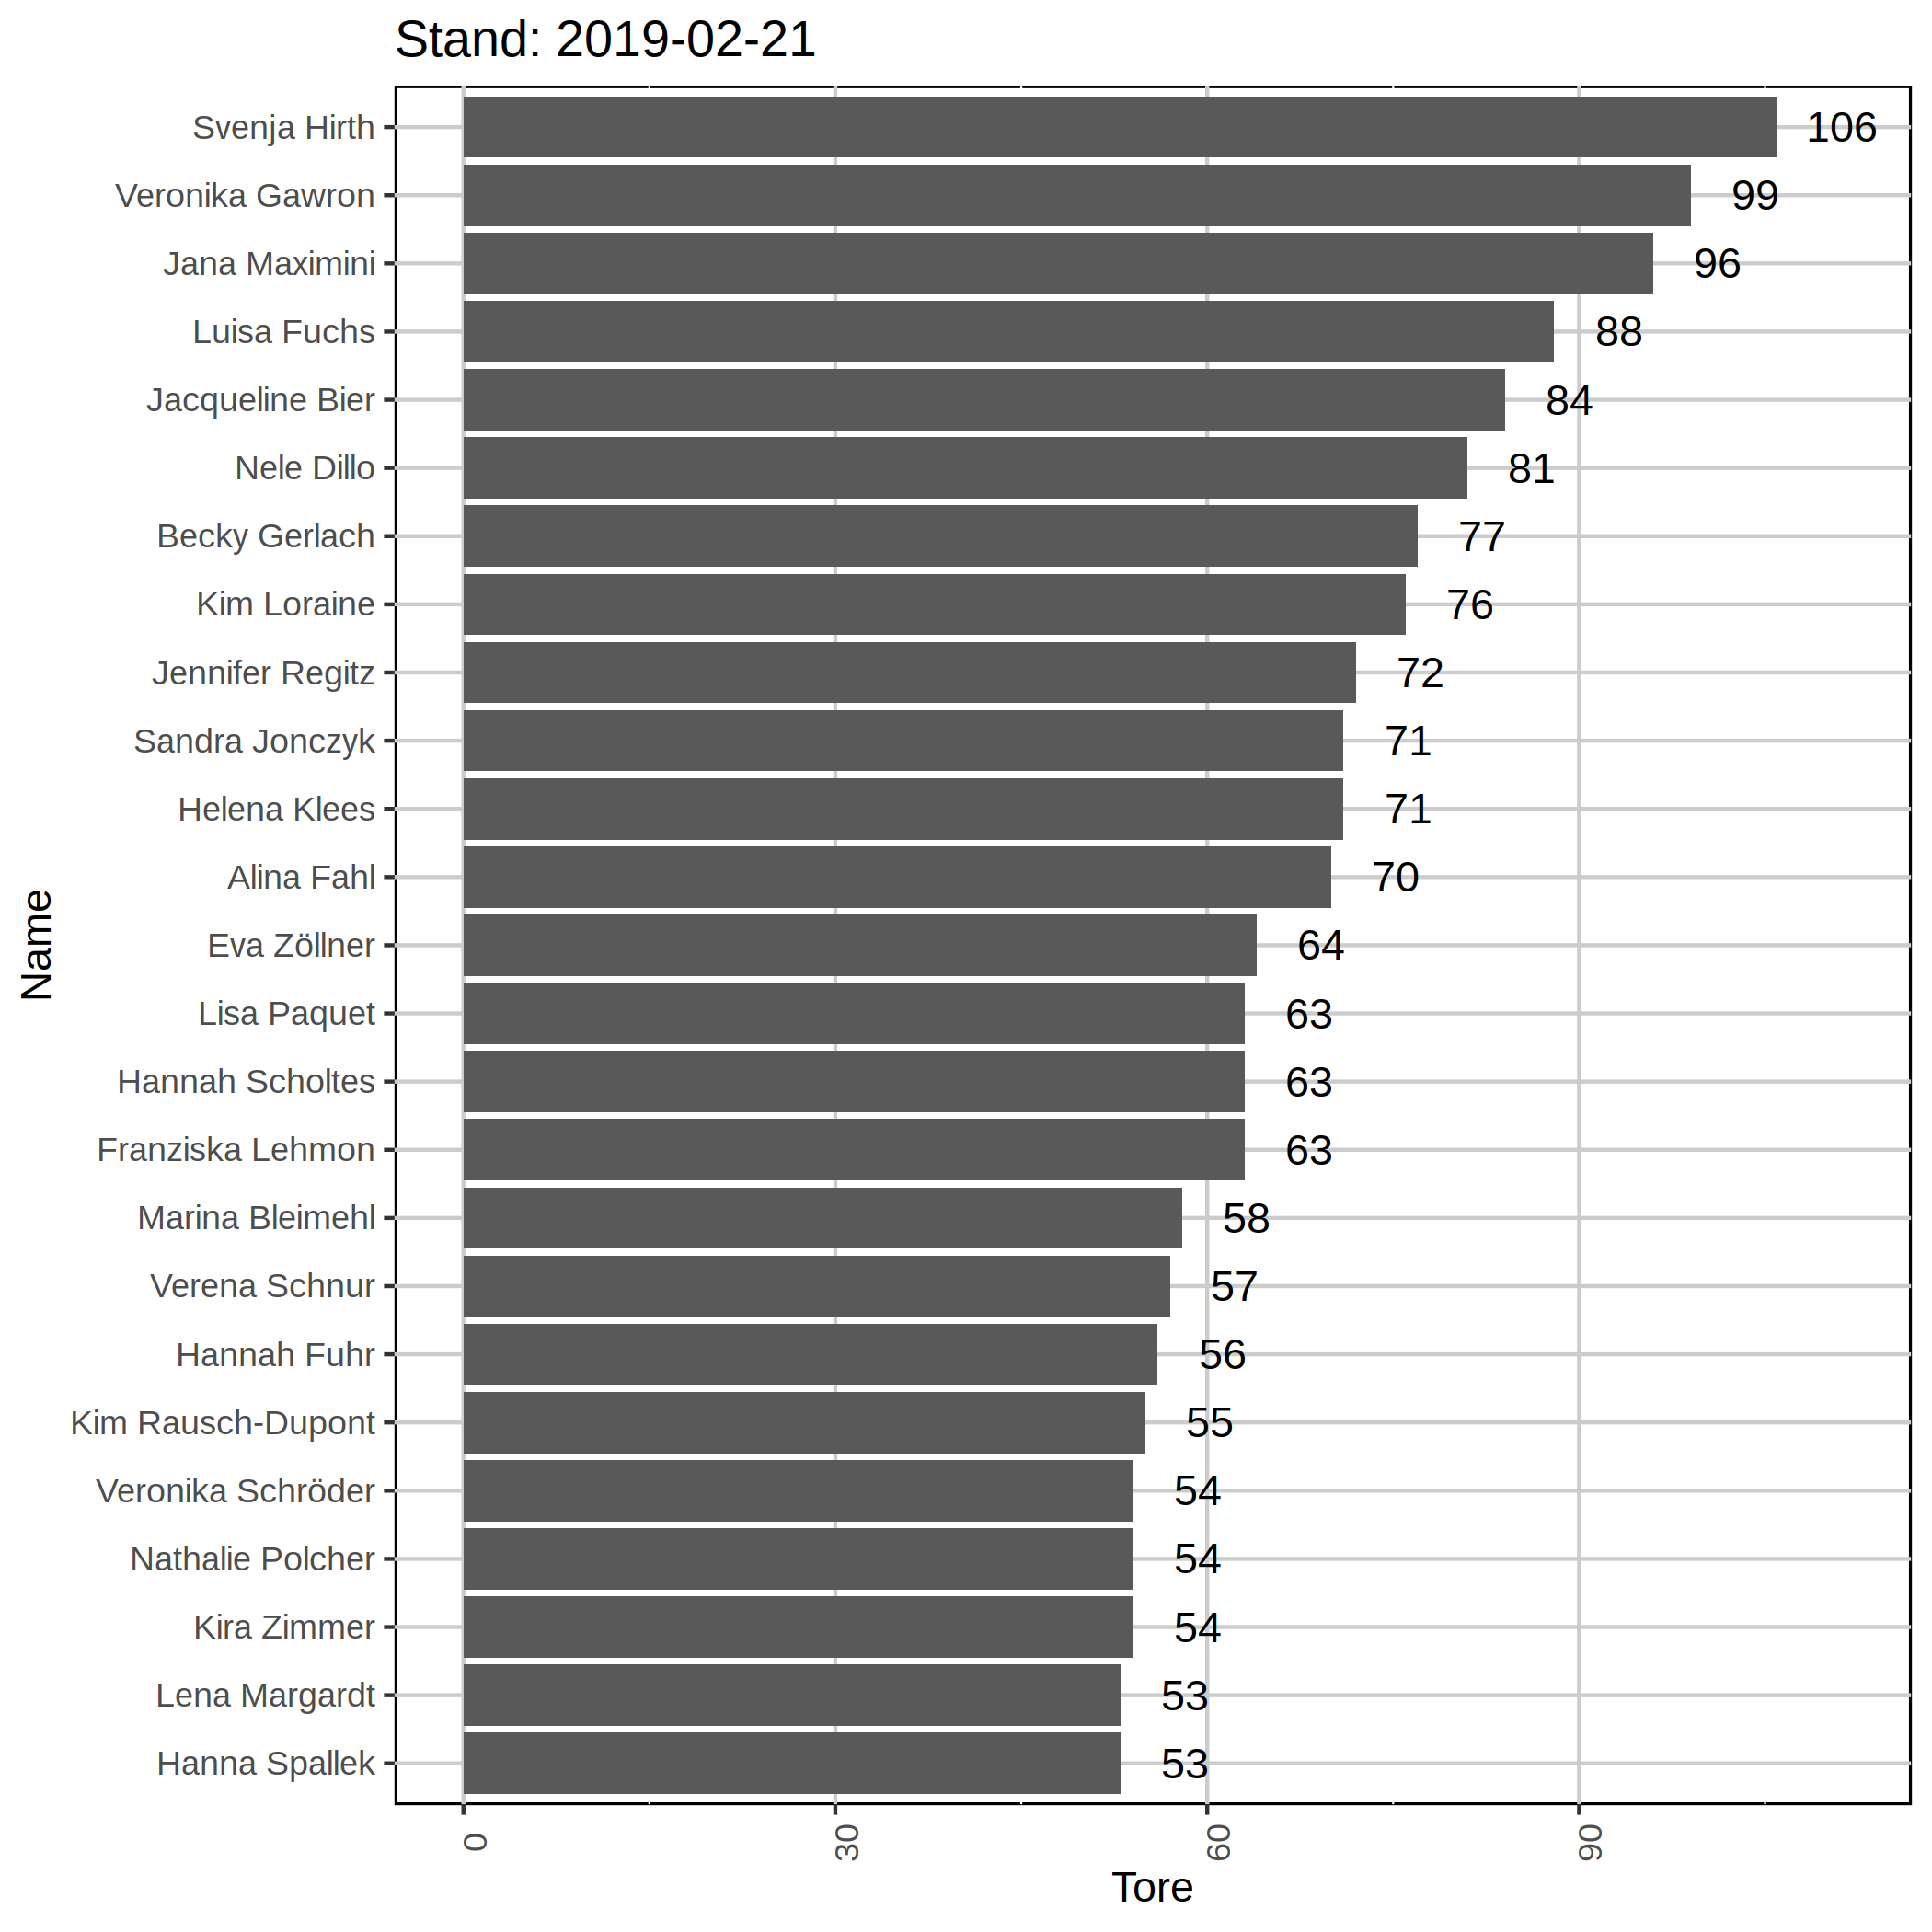 Stand: 2019-02-21
Svenja Hirth 106
Veronika Gawron 99
Jana Maximini 96
Luisa Fuchs 88
Jacqueline Bier 84
Nele Dillo 81
Becky Gerlach 77
Kim Loraine 76
Jennifer Regitz 72
Sandra Jonczyk 71
Helena Klees 71
Alina Fahl 70
Eva Zöllner 64
Lisa Paquet 63
Hannah Scholtes 63
Franziska Lehmon 63
Marina Bleimehl 58
Verena Schnur 57
Hannah Fuhr 56
Kim Rausch-Dupont 55
Veronika Schröder 54
Nathalie Polcher 54
Kira Zimmer 54
Lena Margardt 53
Hanna Spallek 53
Name
0 30 60 90
Tore